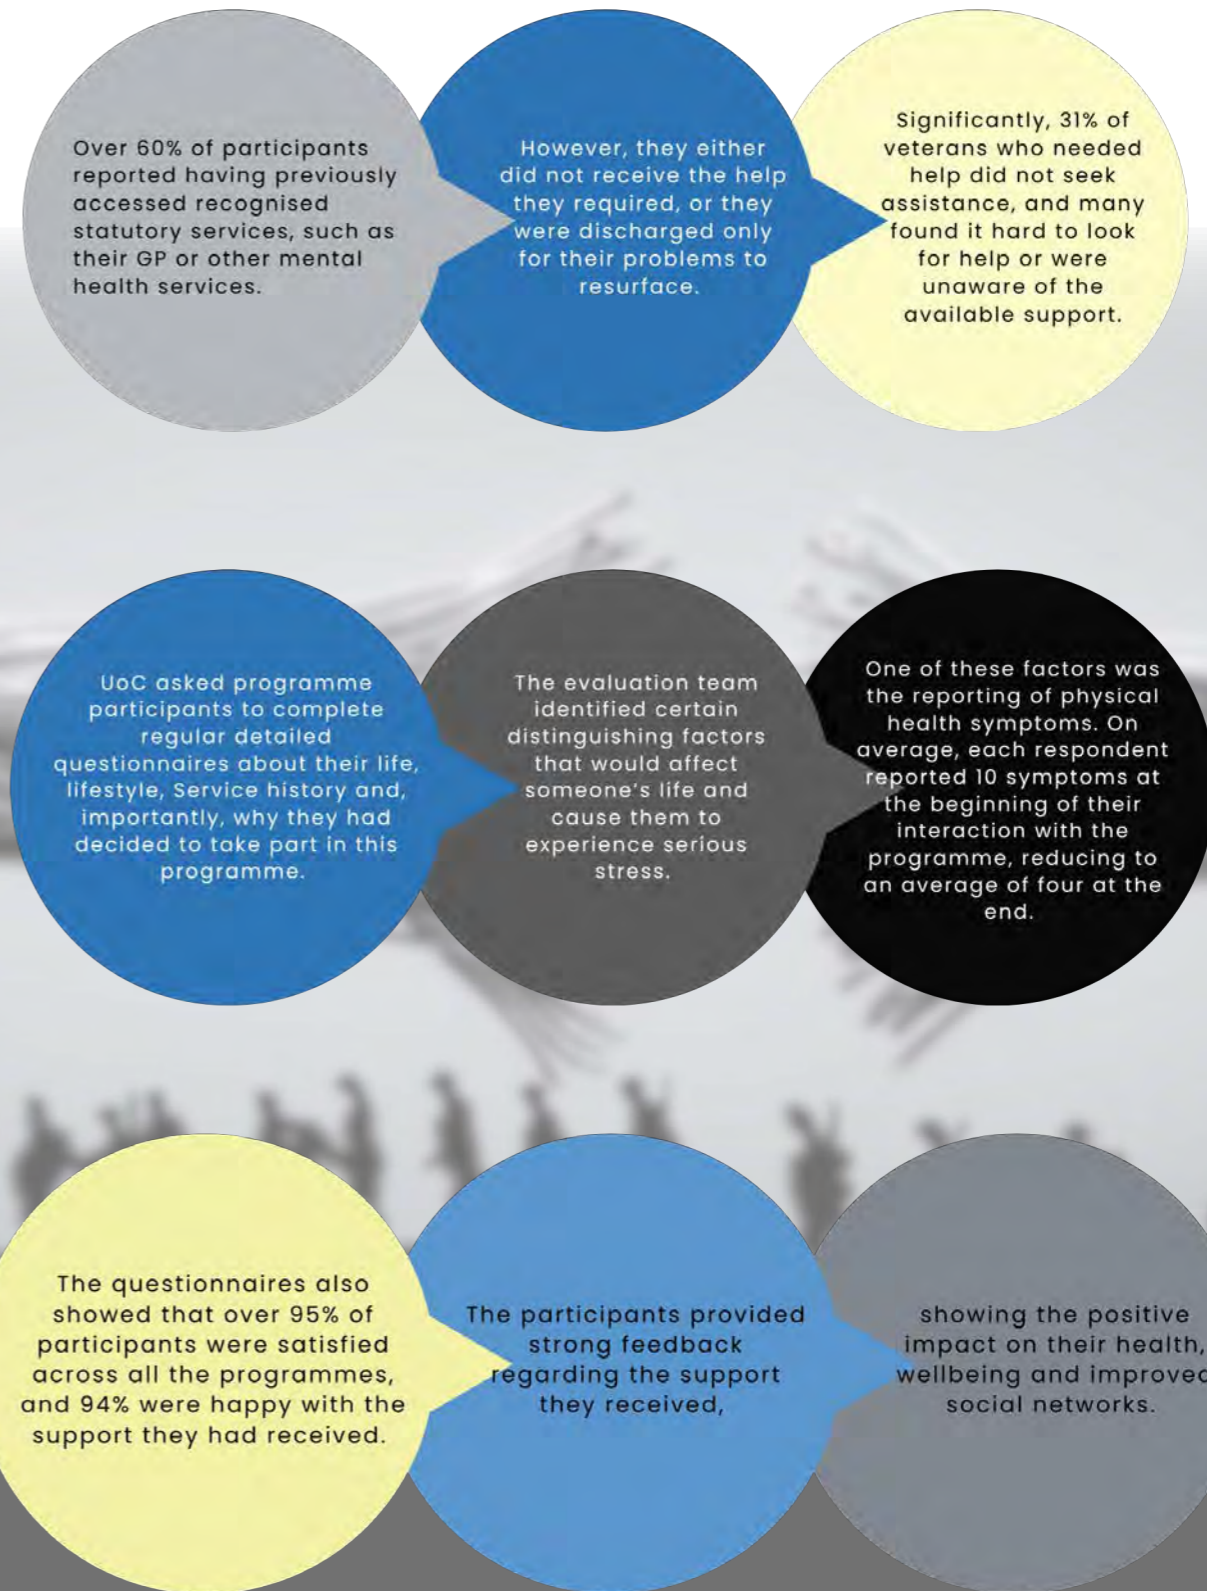 Over 60% of participants
reported having previously
accessed recognised
statutory services, such as
their GP or other mental
health services.
However, they either
did not receive the help
they required, or they
were discharged only
for their problems to
resurface.
Significantly, 31% of
veterans who needed
help did not seek
assistance, and many
found it hard to look
for help or were
unaware of the
available support.
UoC asked programme
participants to complete
regular detailed
questionnaires about their life,
lifestyle, Service history and,
importantly, why they had
decided to take part in this
programme.
The evaluation team
identified certain
distinguishing factors
that would affect
someone's life and
cause them to
experience serious
stress.
One of these factors was
the reporting of physical
health symptoms. On
average, each respondent
reported 10 symptoms at
the beginning of their
interaction with the
programme, reducing to
an average of four at the
end.
The questionnaires also
showed that over 95% of
participants were satisfied
across all the programmes,
and 94% were happy with the
support they had received.
The participants provided
strong feedback
regarding the support
they received,
showing the positive
impact on their health,
wellbeing and improved
social networks.